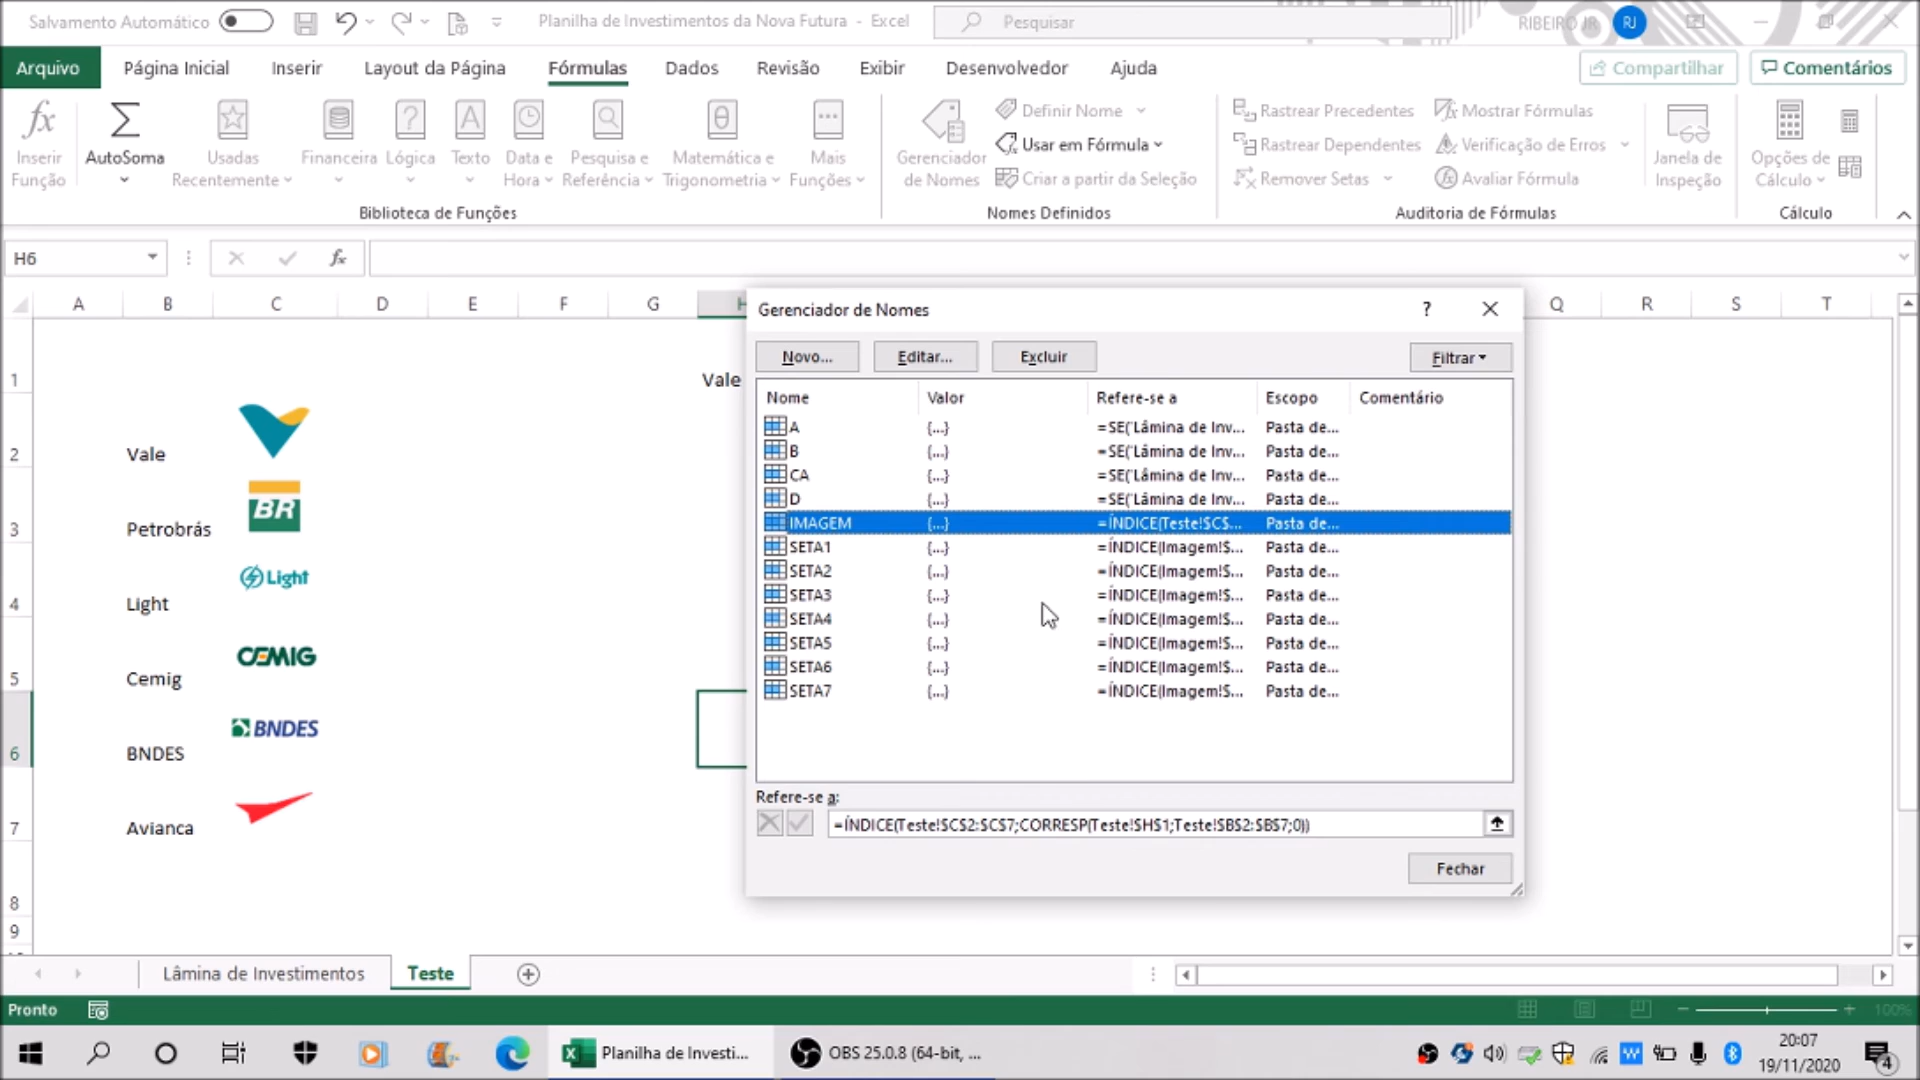 Salvamento Automático
Planilha de Investimentos da Nova Futura - Excel
Pesquisar
RIBEIRO JR
RJ
Arquivo
Página Inicial
Inserir
Layout da Página
Fórmulas
Dados
Revisão
Exibir
Desenvolvedor
Ajuda
Compartilhar
Comentários
Inserir
Função
AutoSoma
Usadas
Recentemente
Financeira
Lógica
Texto
Data e
Hora
Pesquisa e
Referência
Matemática e
Trigonometria
Mais
Funções
Biblioteca de Funções
Gerenciador
de Nomes
Definir Nome
Usar em Fórmula
Criar a partir da Seleção
Nomes Definidos
Rastrear Precedentes
Rastrear Dependentes
Remover Setas
Mostrar Fórmulas
Verificação de Erros
Avaliar Fórmula
Auditoria de Fórmulas
Janela de
Inspeção
Opções de
Cálculo
Cálculo
H6
fx
A B C D E F G H Q R S T
1 Vale
2 Vale
3 Petrobrás BR
4 Light Light
5 Cemig CEMIG
6 BNDES BNDES
7 Avianca
8
9
Gerenciador de Nomes
?
Novo...
Editar...
Excluir
Filtrar
Nome Valor Refere-se a Escopo Comentário
A {...} =SE('Lâmina de Inv... Pasta de...
B {...} =SE('Lâmina de Inv... Pasta de...
CA {...} =SE('Lâmina de Inv... Pasta de...
D {...} =SE('Lâmina de Inv... Pasta de...
IMAGEM {...} =ÍNDICE(Teste!$C$... Pasta de...
SETA1 {...} =ÍNDICE(Imagem!$... Pasta de...
SETA2 {...} =ÍNDICE(Imagem!$... Pasta de...
SETA3 {...} =ÍNDICE(Imagem!$... Pasta de...
SETA4 {...} =ÍNDICE(Imagem!$... Pasta de...
SETA5 {...} =ÍNDICE(Imagem!$... Pasta de...
SETA6 {...} =ÍNDICE(Imagem!$... Pasta de...
SETA7 {...} =ÍNDICE(Imagem!$... Pasta de...
Refere-se a:
=ÍNDICE(Teste!$C$2:$C$7;CORRESP(Teste!$H$1;Teste!$B$2:$B$7;0))
Fechar
Lâmina de Investimentos
Teste
Pronto
100%
Planilha de Investi...
OBS 25.0.8 (64-bit, ...
20:07
19/11/2020
4